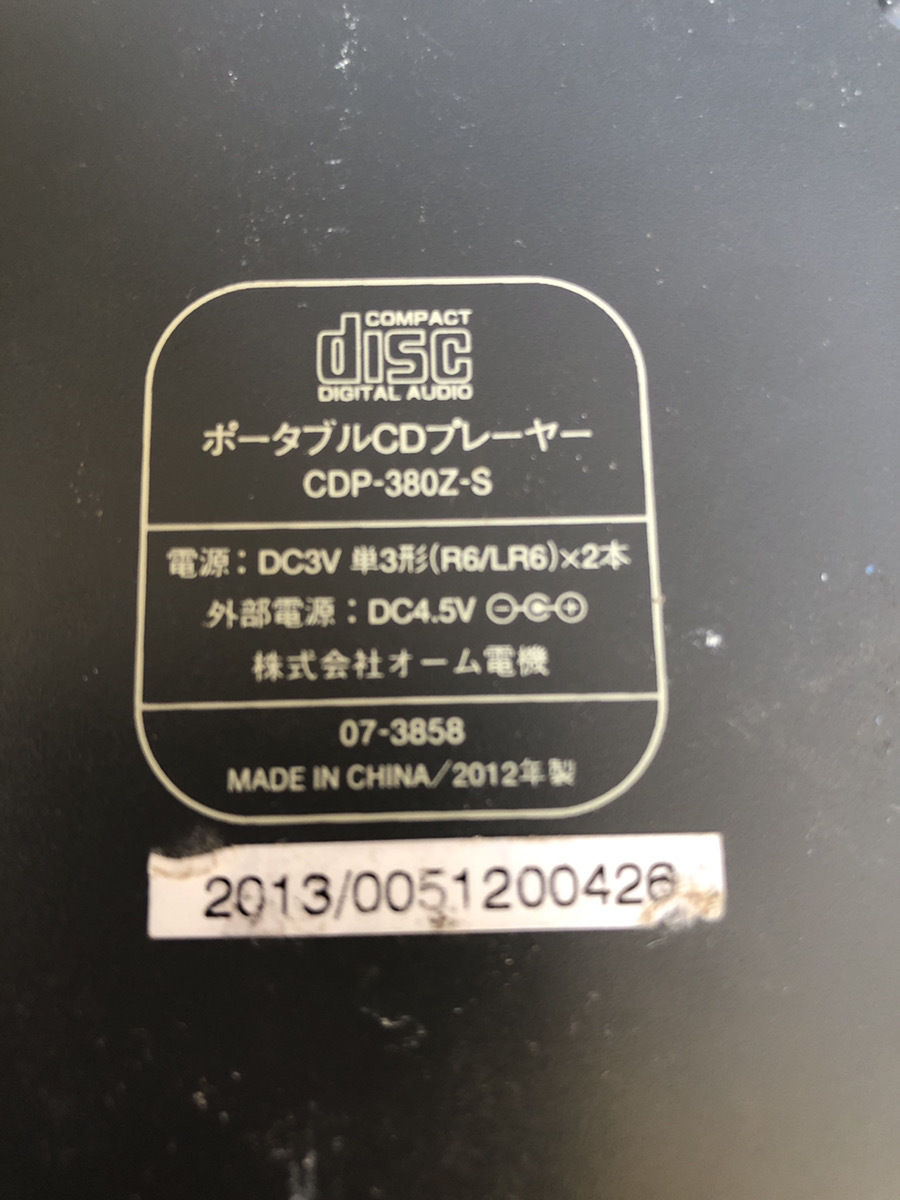 COMPACT
disc
DIGITAL AUDIO
ポータブルCDプレーヤー
CDP-380Z-S
電源：DC3V 単3形(R6/LR6)×2本
外部電源：DC4.5V
株式会社オーム電機
07-3858
MADE IN CHINA/2012年製
2013/0051200426